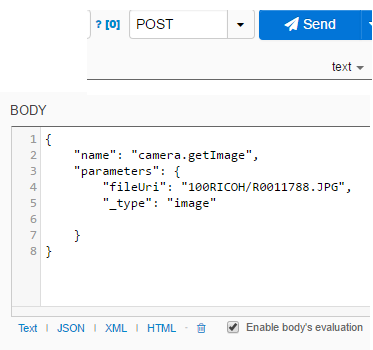 ? [0] POST Send
text
BODY
1 {
2 "name": "camera.getImage",
3 "parameters": {
4 "fileUri": "100RICOH/R0011788.JPG",
5 "_type": "image"
6
7 }
8 }
Text | JSON | XML | HTML - Enable body's evaluation